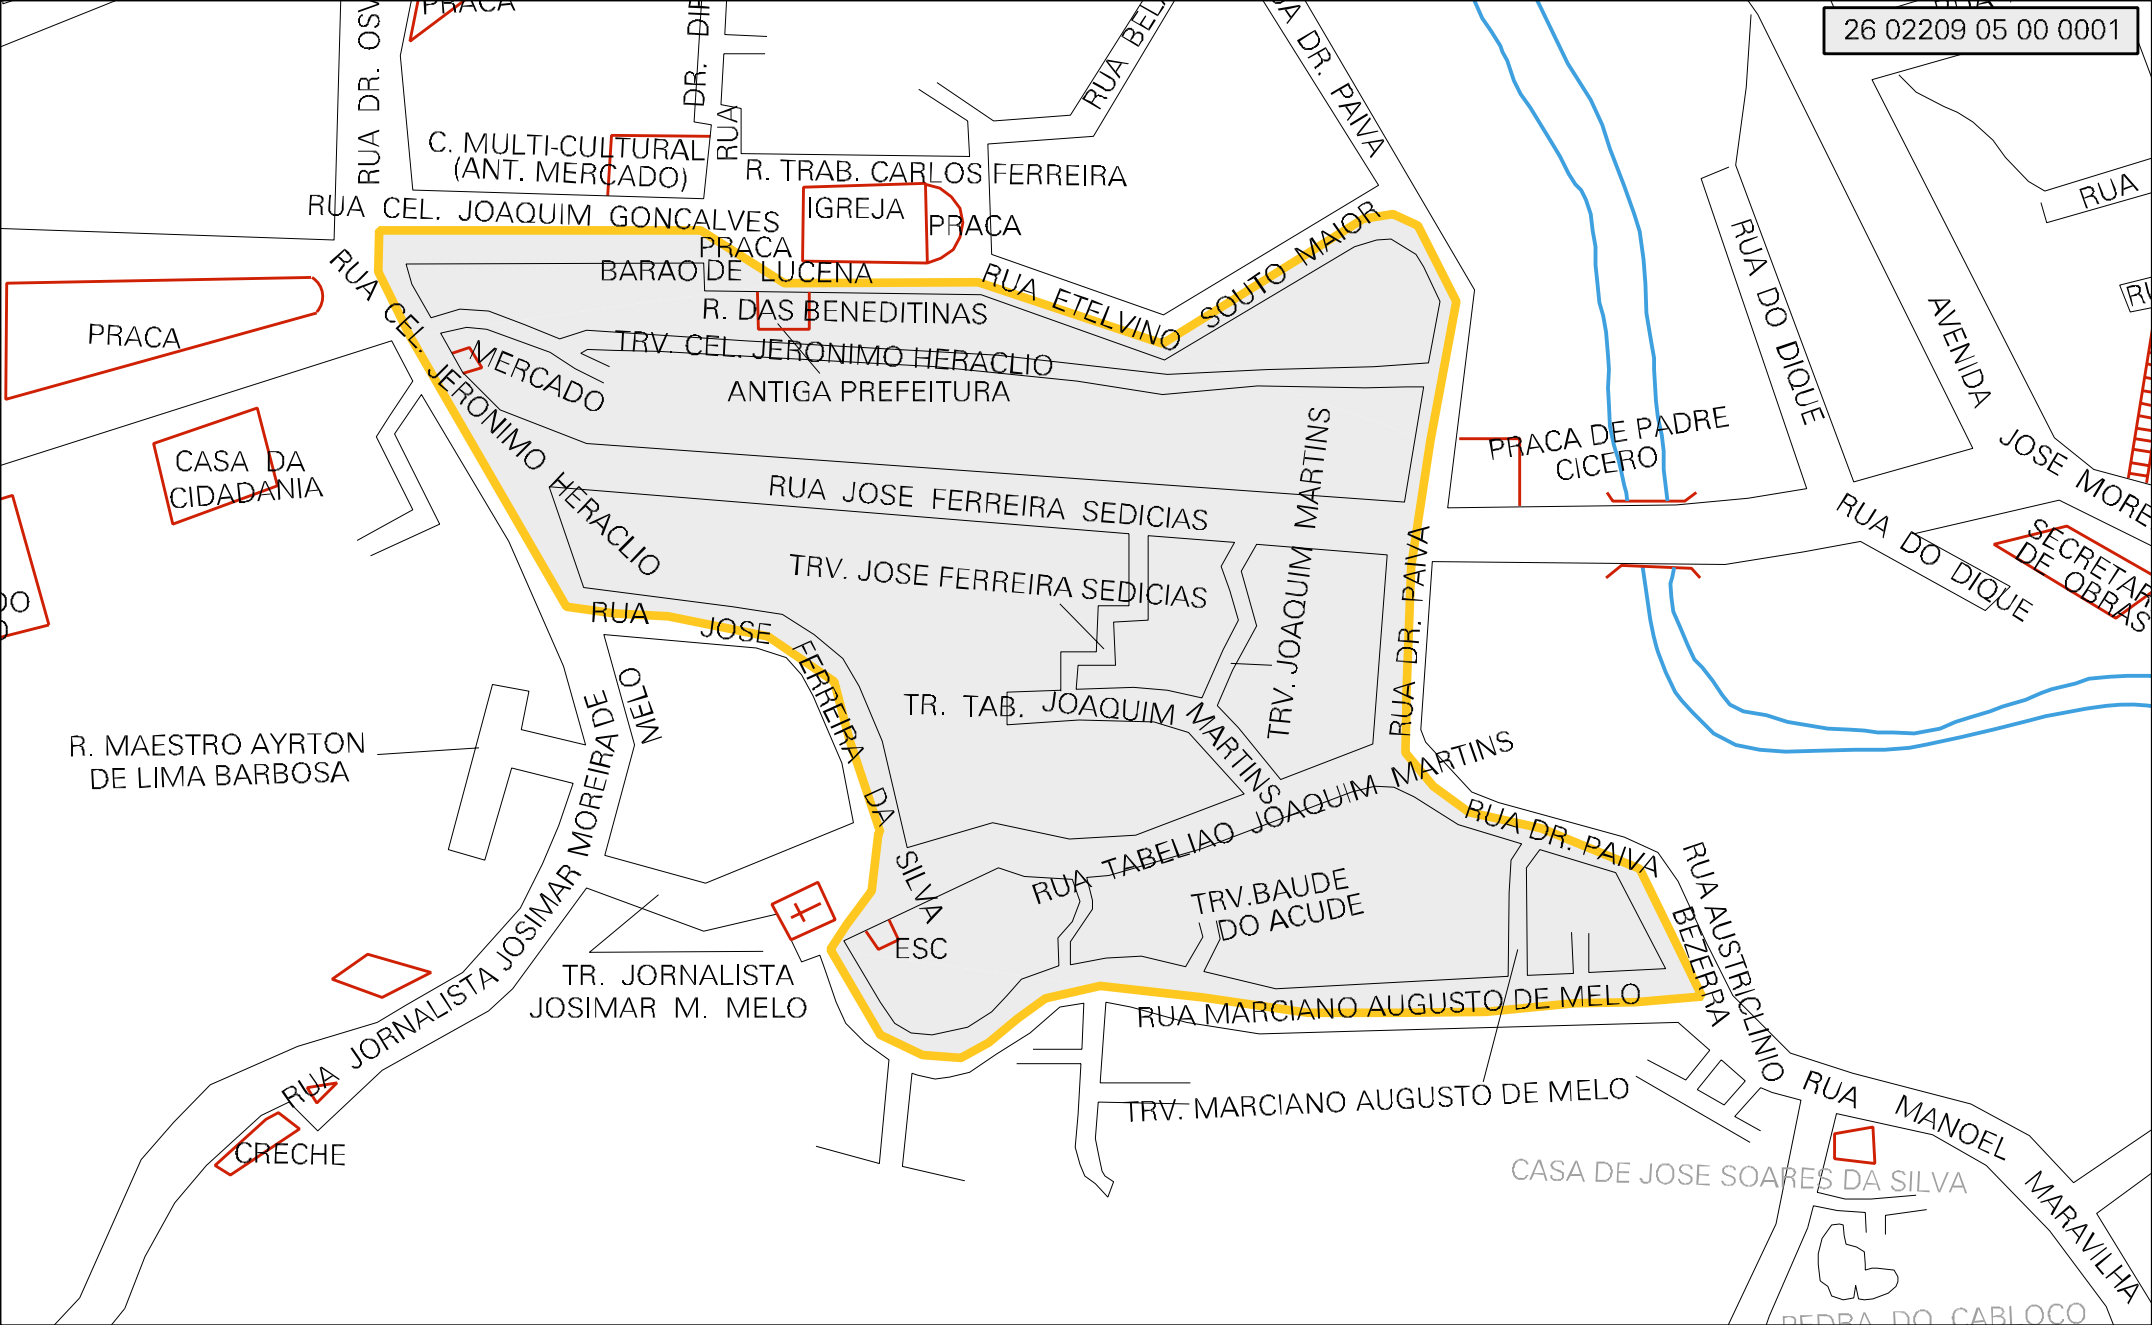 PRACA
RUA DR. OSV
DR. DIF
RUA
RUA BEL
DR. PAIVA
26 02209 05 00 0001
C. MULTI-CULTURAL
(ANT. MERCADO)
R. TRAB. CARLOS FERREIRA
RUA
RUA CEL. JOAQUIM GONCALVES
IGREJA
PRACA
PRACA
BARAO DE LUCENA
RUA ETELVINO SOUTO MAIOR
RUA DO DIQUE
AVENIDA JOSE MORE
R. DAS BENEDITINAS
PRACA
RUA CEL. JERONIMO HERACLIO
MERCADO
TRV. CEL. JERONIMO HERACLIO
ANTIGA PREFEITURA
CASA DA
CIDADANIA
PRACA DE PADRE
CICERO
RUA JOSE FERREIRA SEDICIAS
TRV. JOAQUIM MARTINS
TRV. JOSE FERREIRA SEDICIAS
RUA DR. PAIVA
RUA DO DIQUE
SECRETAR
DE OBRAS
DO
RUA JOSE FERREIRA DA SILVA
TR. TAB. JOAQUIM MARTINS
R. MAESTRO AYRTON
DE LIMA BARBOSA
RUA JORNALISTA JOSIMAR MOREIRA DE
MELO
RUA TABELIAO JOAQUIM MARTINS
RUA DR. PAIVA
RUA AUSTRICLINIO
BEZERRA
TRV.BAUDE
DO ACUDE
ESC
TR. JORNALISTA
JOSIMAR M. MELO
RUA MARCIANO AUGUSTO DE MELO
TRV. MARCIANO AUGUSTO DE MELO
RUA MANOEL MARAVILHA
CRECHE
CASA DE JOSE SOARES DA SILVA
PEDRA DO CABLOCO